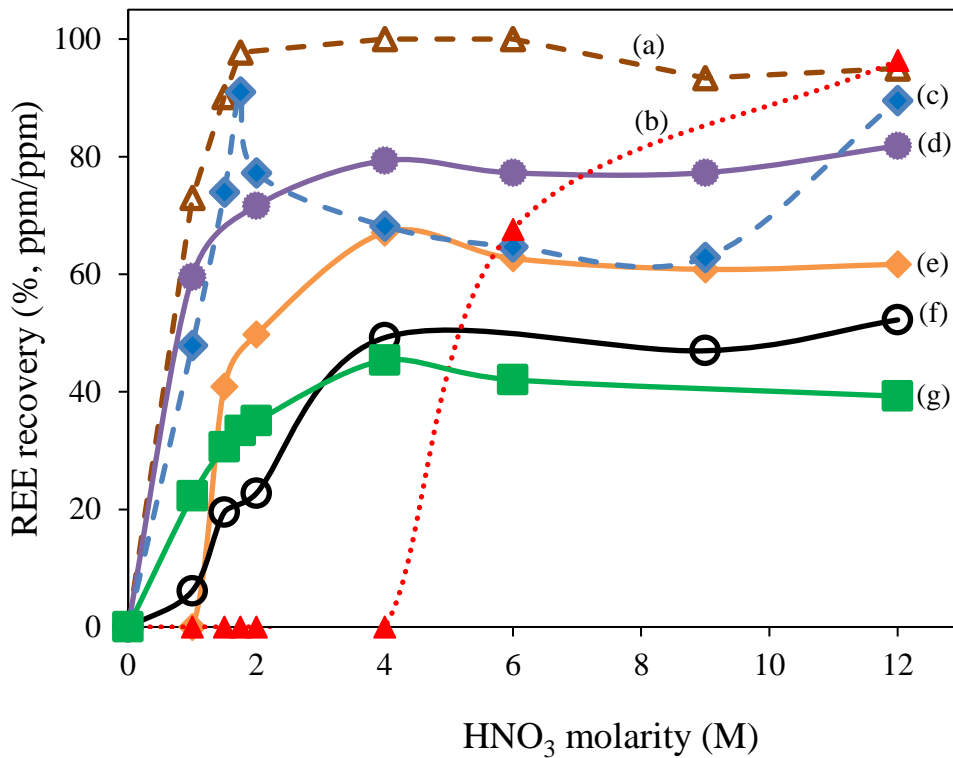 100
80
60
40
20
0
REE recovery (%, ppm/ppm)
(a)
(b)
(c)
(d)
(e)
(f)
(g)
0 2 4 6 8 10 12
HNO₃ molarity (M)